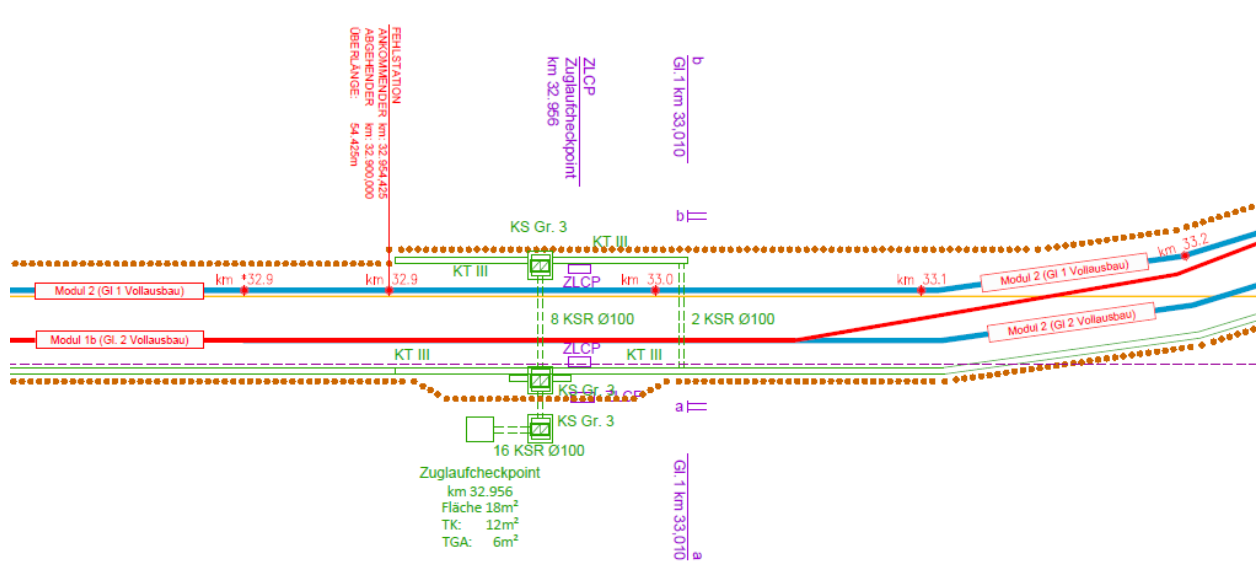 FEHLSTATION
ANKOMMENDER km: 32.954,425
ABGEHENDER km: 32.900,000
ÜBERLÄNGE: 54.425m
ZLCP
Zuglaufcheckpoint
km 32.956
b
Gl.1 km 33,010
b
KS Gr. 3
KT III
KT III
ZLCP
km *32.9
km 32.9
km 33.0
km 33.1
km 33.2
Modul 2 (Gl 1 Vollausbau)
Modul 2 (Gl 1 Vollausbau)
8 KSR Ø100
2 KSR Ø100
Modul 1b (Gl. 2 Vollausbau)
Modul 2 (Gl 2 Vollausbau)
KT III
ZLCP
KT III
KS Gr. 3
ZLCP
a
KS Gr. 3
16 KSR Ø100
Zuglaufcheckpoint
km 32.956
Fläche 18m²
TK: 12m²
TGA: 6m²
Gl.1 km 33,010
a